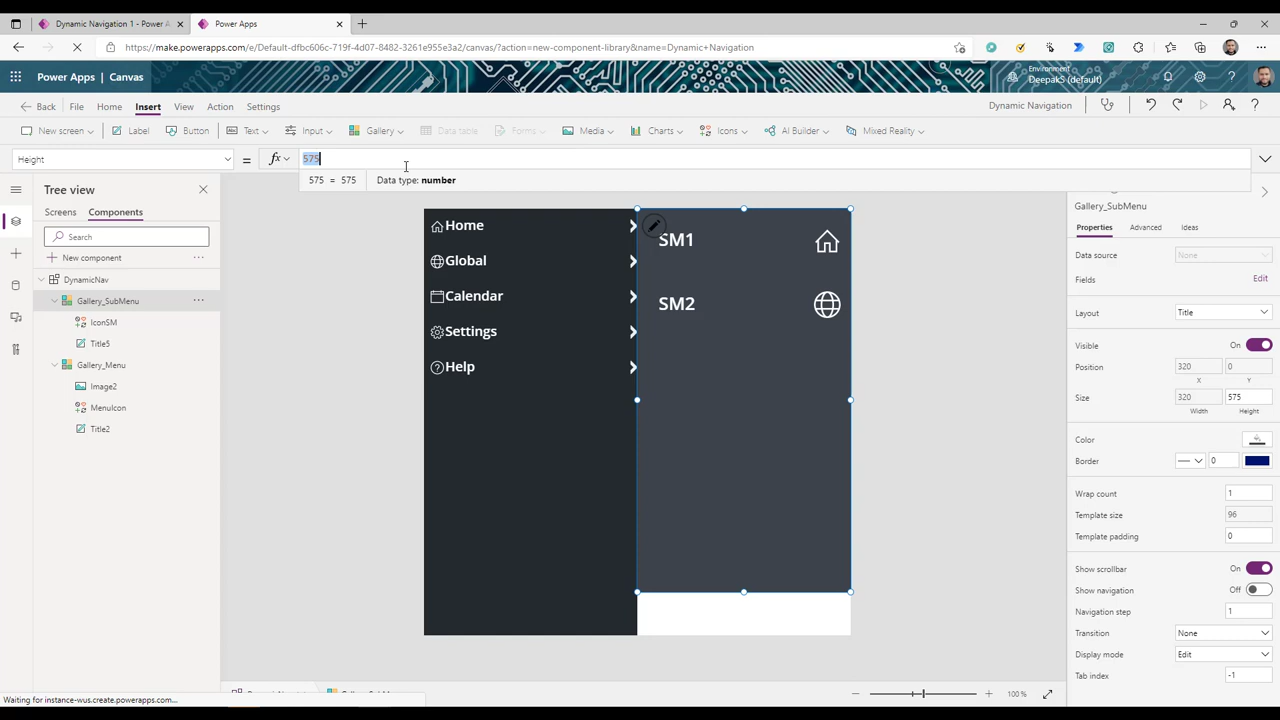 Dynamic Navigation 1 - Power A
Power Apps
https://make.powerapps.com/e/Default-dfbc606c-719f-4d07-8482-3261e955e3a2/canvas/?action=new-component-library&name=Dynamic+Navigation
Power Apps | Canvas
Environment
DeepakS (default)
Back
File
Home
Insert
View
Action
Settings
Dynamic Navigation
New screen
Label
Button
Text
Input
Gallery
Data table
Forms
Media
Charts
Icons
AI Builder
Mixed Reality
Height
=
fx
575
575 = 575
Data type: number
Tree view
Screens
Components
Search
New component
DynamicNav
Gallery_SubMenu
IconSM
Title5
Gallery_Menu
Image2
MenuIcon
Title2
Home
Global
Calendar
Settings
Help
SM1
SM2
Gallery_SubMenu
Properties
Advanced
Ideas
Data source
None
Fields
Edit
Layout
Title
Visible
On
Position
320
0
X
Y
Size
320
575
Width
Height
Color
Border
0
Wrap count
1
Template size
96
Template padding
0
Show scrollbar
On
Show navigation
Off
Navigation step
1
Transition
None
Display mode
Edit
Tab index
-1
Waiting for instance-wus.create.powerapps.com...
100 %